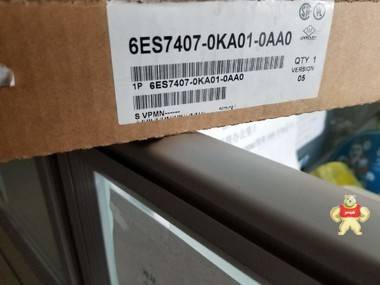 6ES7407-0KA01-0AA0
1P 6ES7407-0KA01-0AA0
QTY 1
VERSION
05
S VPMN